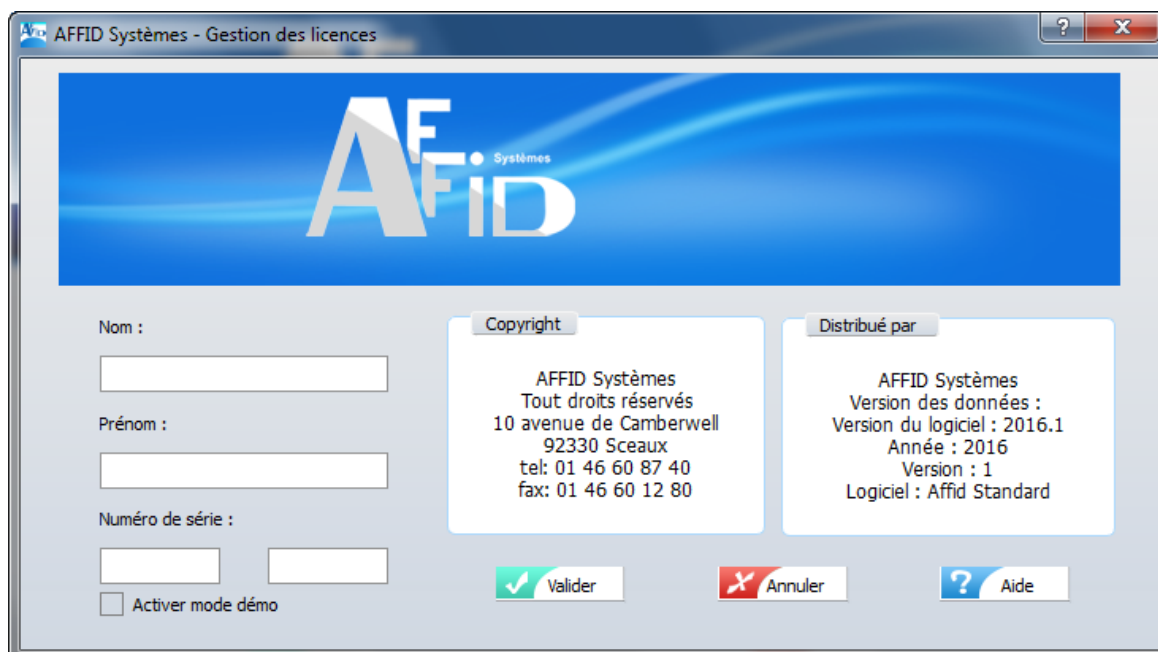 AFFID Systèmes - Gestion des licences
AFFID Systèmes
Nom :
Prénom :
Numéro de série :
Activer mode démo
Copyright
AFFID Systèmes
Tout droits réservés
10 avenue de Camberwell
92330 Sceaux
tel: 01 46 60 87 40
fax: 01 46 60 12 80
Distribué par
AFFID Systèmes
Version des données :
Version du logiciel : 2016.1
Année : 2016
Version : 1
Logiciel : Affid Standard
Valider
Annuler
Aide